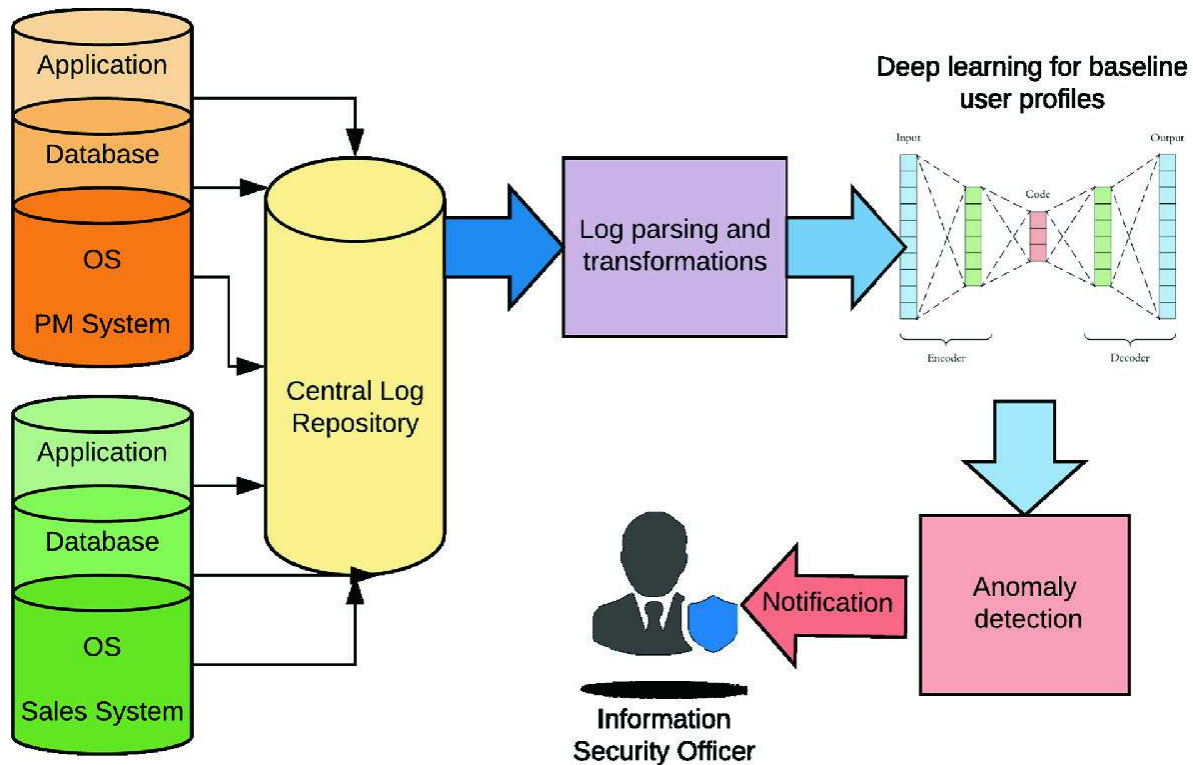 Application
Database
OS
PM System
Application
Database
OS
Sales System
Central Log
Repository
Log parsing and
transformations
Deep learning for baseline
user profiles
Input
Output
Code
Encoder
Decoder
Anomaly
detection
Notification
Information
Security Officer